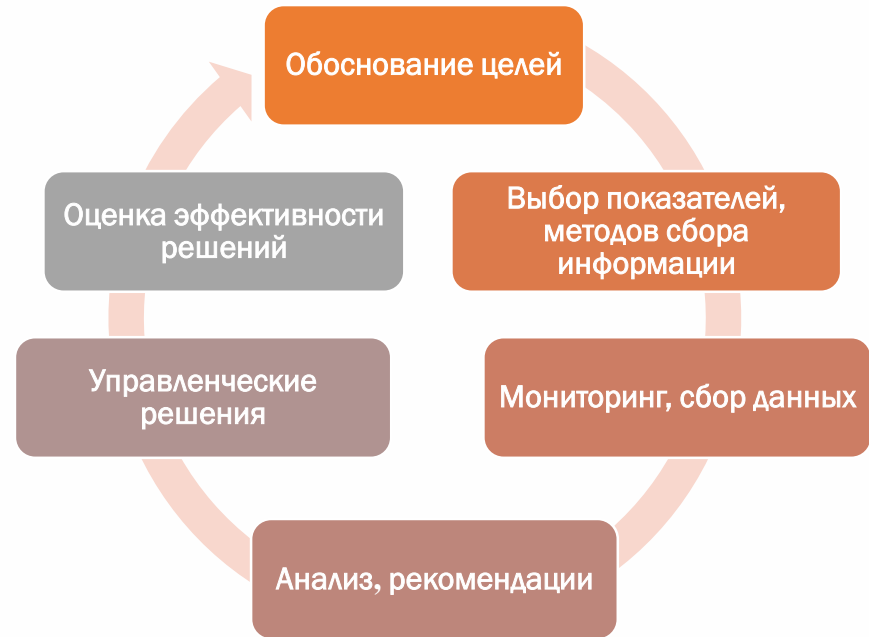 Обоснование целей
Выбор показателей,
методов сбора
информации
Мониторинг, сбор данных
Анализ, рекомендации
Управленческие
решения
Оценка эффективности
решений